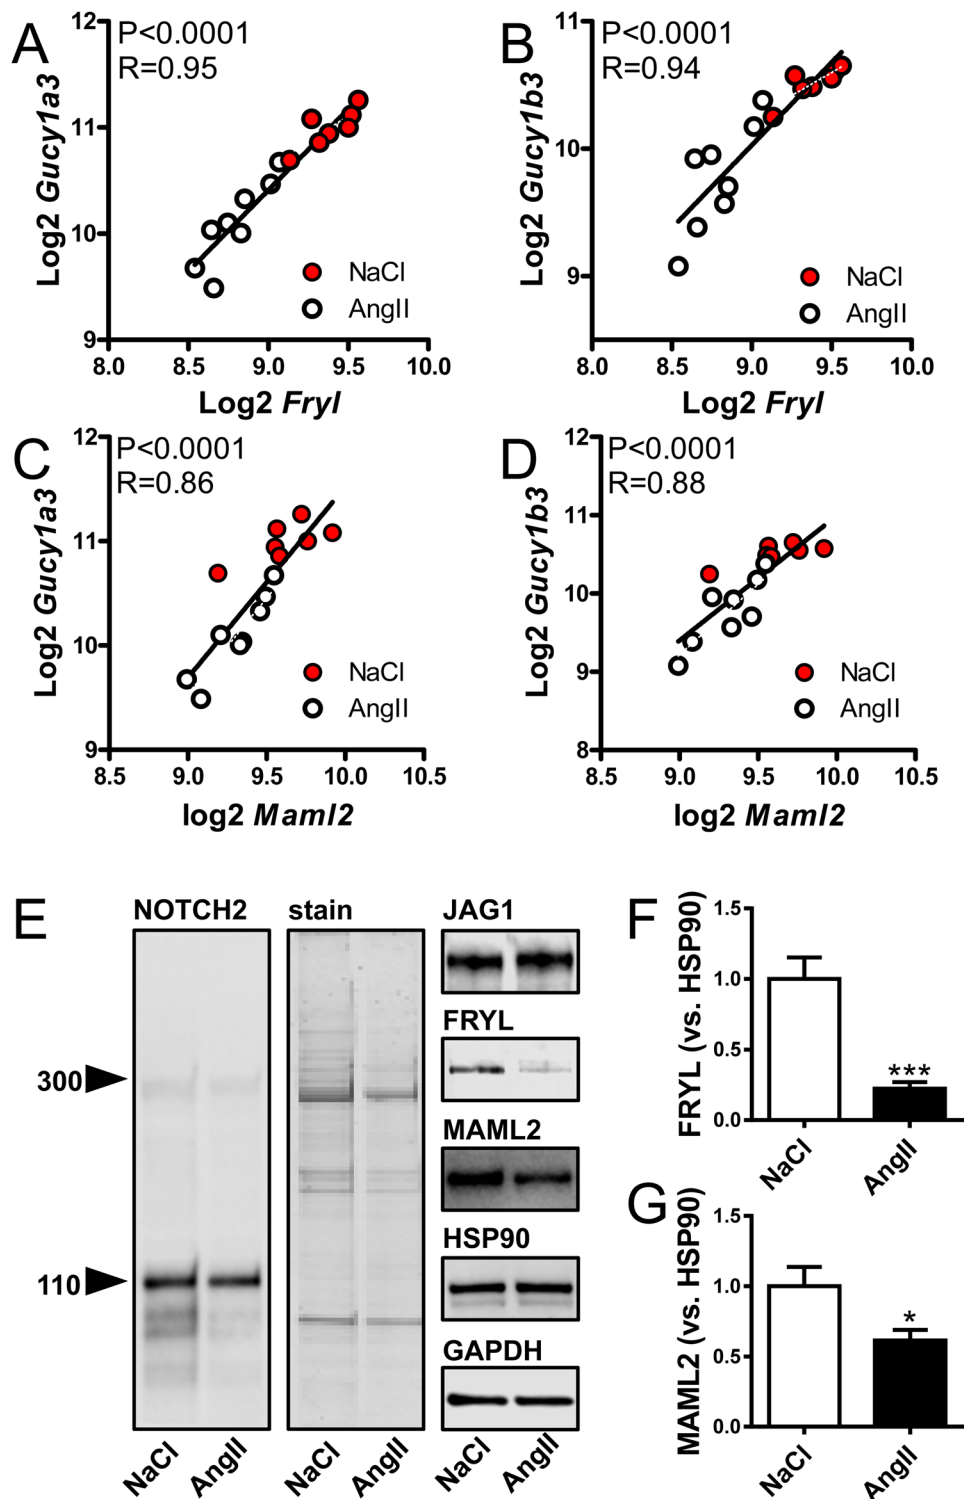 A
P<0.0001
R=0.95
Log2 Gucy1a3
12
11
10
9
8.0 8.5 9.0 9.5 10.0
Log2 Fryl
NaCl
AngII
B
P<0.0001
R=0.94
Log2 Gucy1b3
11
10
9
8.0 8.5 9.0 9.5 10.0
Log2 Fryl
NaCl
AngII
C
P<0.0001
R=0.86
Log2 Gucy1a3
12
11
10
9
8.5 9.0 9.5 10.0 10.5
log2 Maml2
NaCl
AngII
D
P<0.0001
R=0.88
Log2 Gucy1b3
12
11
10
9
8
8.5 9.0 9.5 10.0 10.5
log2 Maml2
NaCl
AngII
E
NOTCH2
300
110
NaCl AngII
stain
NaCl AngII
JAG1
FRYL
MAML2
HSP90
GAPDH
NaCl AngII
F
FRYL (vs. HSP90)
1.5
1.0
0.5
0.0
***
NaCl AngII
G
MAML2 (vs. HSP90)
1.5
1.0
0.5
0.0
*
NaCl AngII